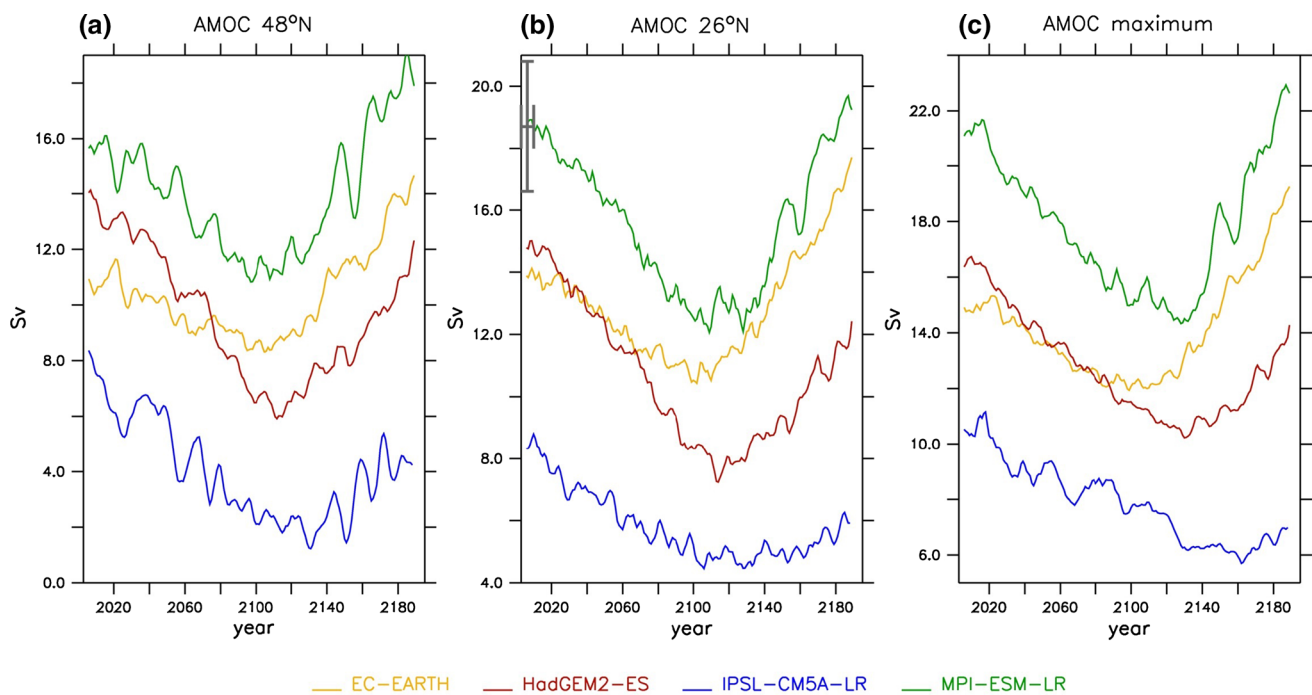 (a) AMOC 48°N
(b) AMOC 26°N
(c) AMOC maximum
Sv
16.0
12.0
8.0
4.0
0.0
2020 2060 2100 2140 2180
year
Sv
20.0
16.0
12.0
8.0
4.0
2020 2060 2100 2140 2180
year
Sv
22.0
18.0
14.0
10.0
6.0
2020 2060 2100 2140 2180
year
EC-EARTH HadGEM2-ES IPSL-CM5A-LR MPI-ESM-LR